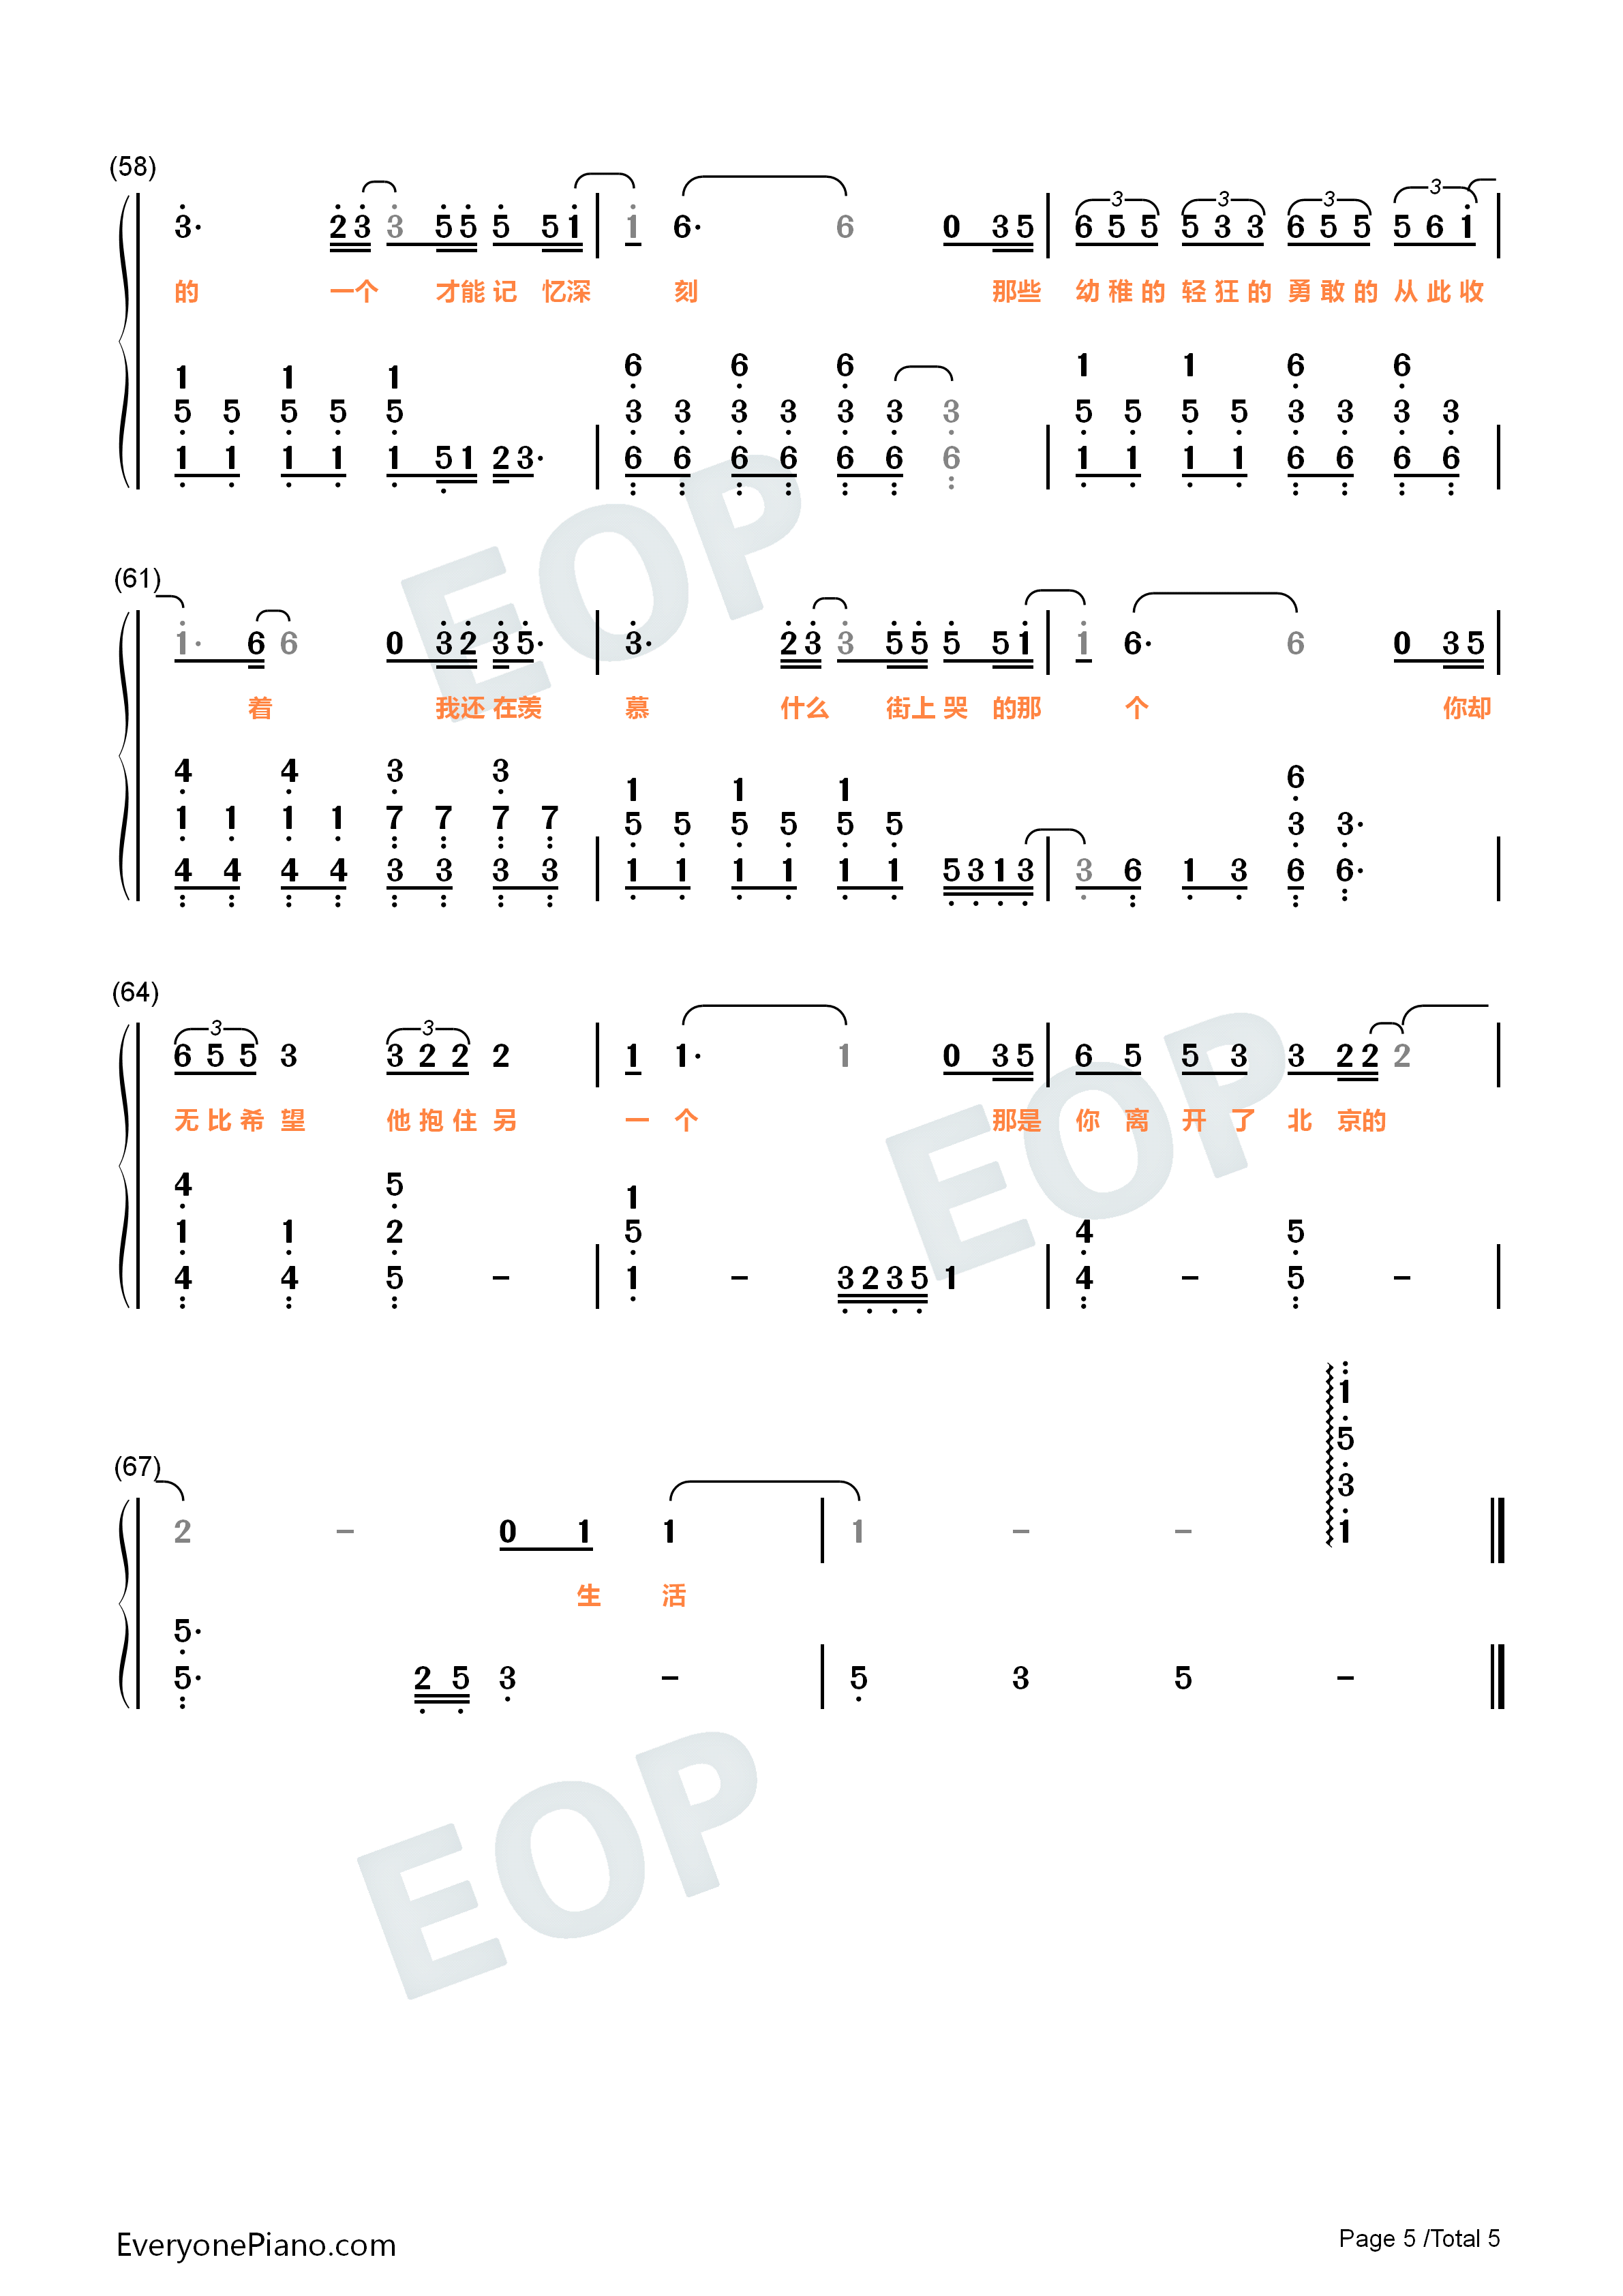 (58)
3· 2 3 3 5 5 5 5 1 1 6· 6 0 3 5 6 5 5 5 3 3 6 5 5 5 6 1
3 3 3 3
的 一个 才能 记 忆深 刻 那些 幼 稚 的 轻 狂 的 勇 敢 的 从 此 收
1 1 1 6 6 6 1 1 6 6
5 5 5 5 5 3 3 3 3 3 3 3 5 5 5 5 3 3 3 3
1 1 1 1 1 5 1 2 3· 6 6 6 6 6 6 6 1 1 1 1 6 6 6 6
(61)
1· 6 6 0 3 2 3 5· 3· 2 3 3 5 5 5 5 1 1 6· 6 0 3 5
着 我还 在羡 慕 什么 街上 哭 的那 个 你却
4 4 3 3 1 1 1 6
1 1 1 1 7 7 7 7 5 5 5 5 5 5 3 3·
4 4 4 4 3 3 3 3 1 1 1 1 1 1 5 3 1 3 3 6 1 3 6 6·
(64)
3 3
6 5 5 3 3 2 2 2 1 1· 1 0 3 5 6 5 5 3 3 2 2 2
无 比 希 望 他 抱 住 另 一 个 那是 你 离 开 了 北 京的
4 5 1
1 1 2 5 4 5
4 4 5 – 1 – 3 2 3 5 1 4 – 5 –
1
5
3
(67)
2 – 0 1 1 1 – – 1
生 活
5·
5· 2 5 3 – 5 3 5 –
EOP
EOP
EOP
EveryonePiano.com
Page 5 /Total 5